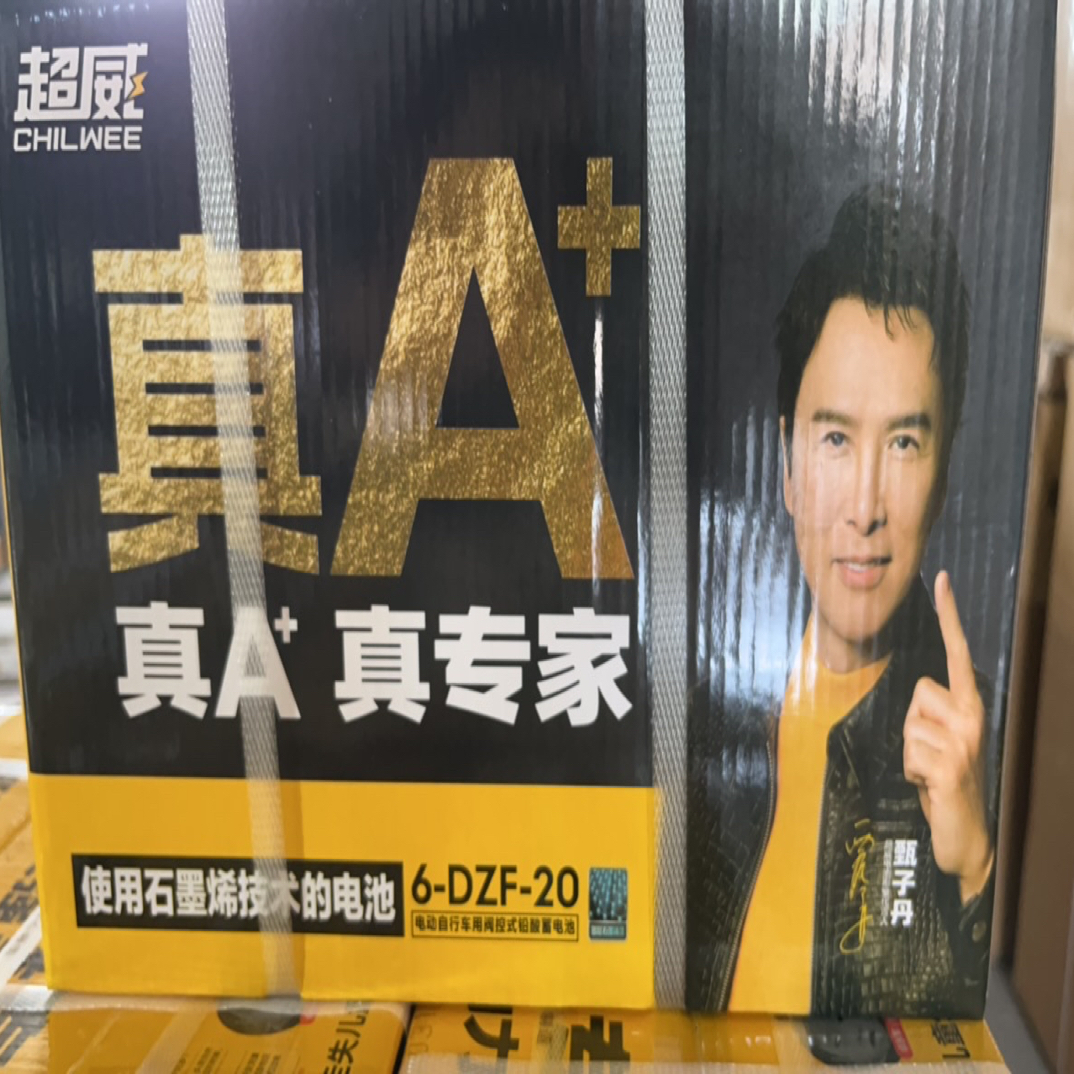 超威
CHILWEE
真A+
真A+ 真专家
使用石墨烯技术的电池
6-DZF-20
电动自行车用阀控式铅酸蓄电池
甄子丹